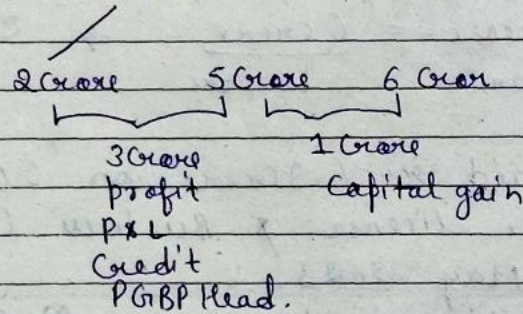 2 Crore 5 Crore 6 Cror
3 Crore 1 Crore
profit Capital gain
P&L
Credit
PGBP Head.